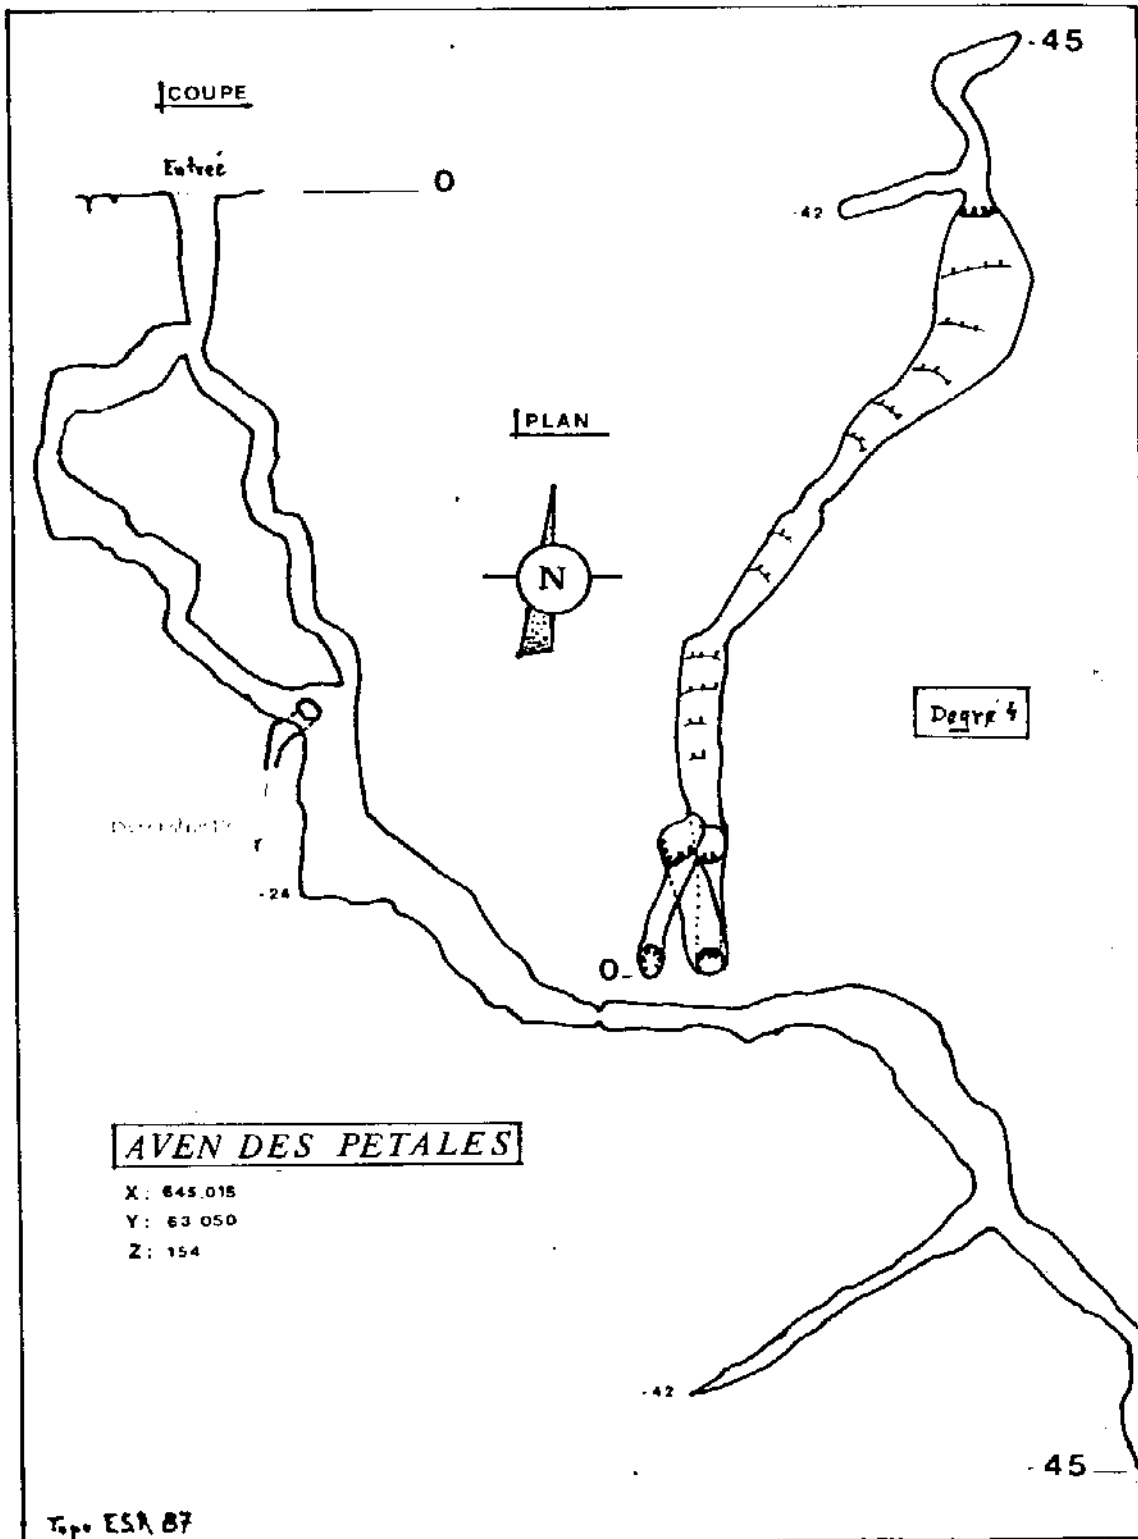 COUPE
Entreé
0
-45
-42
PLAN
N
Degré 4
-24
0-
AVEN DES PETALES
X: 645.015
Y: 63 050
Z: 154
-42
-45
Topo ESR 87